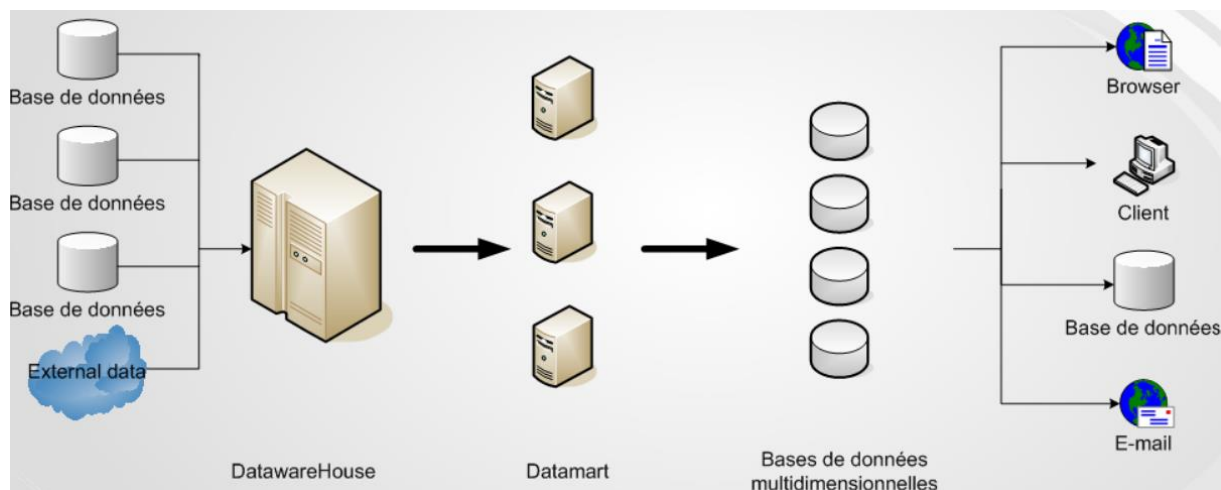 Base de données
Base de données
Base de données
External data
DatawareHouse
Datamart
Bases de données
multidimensionnelles
Browser
Client
Base de données
E-mail